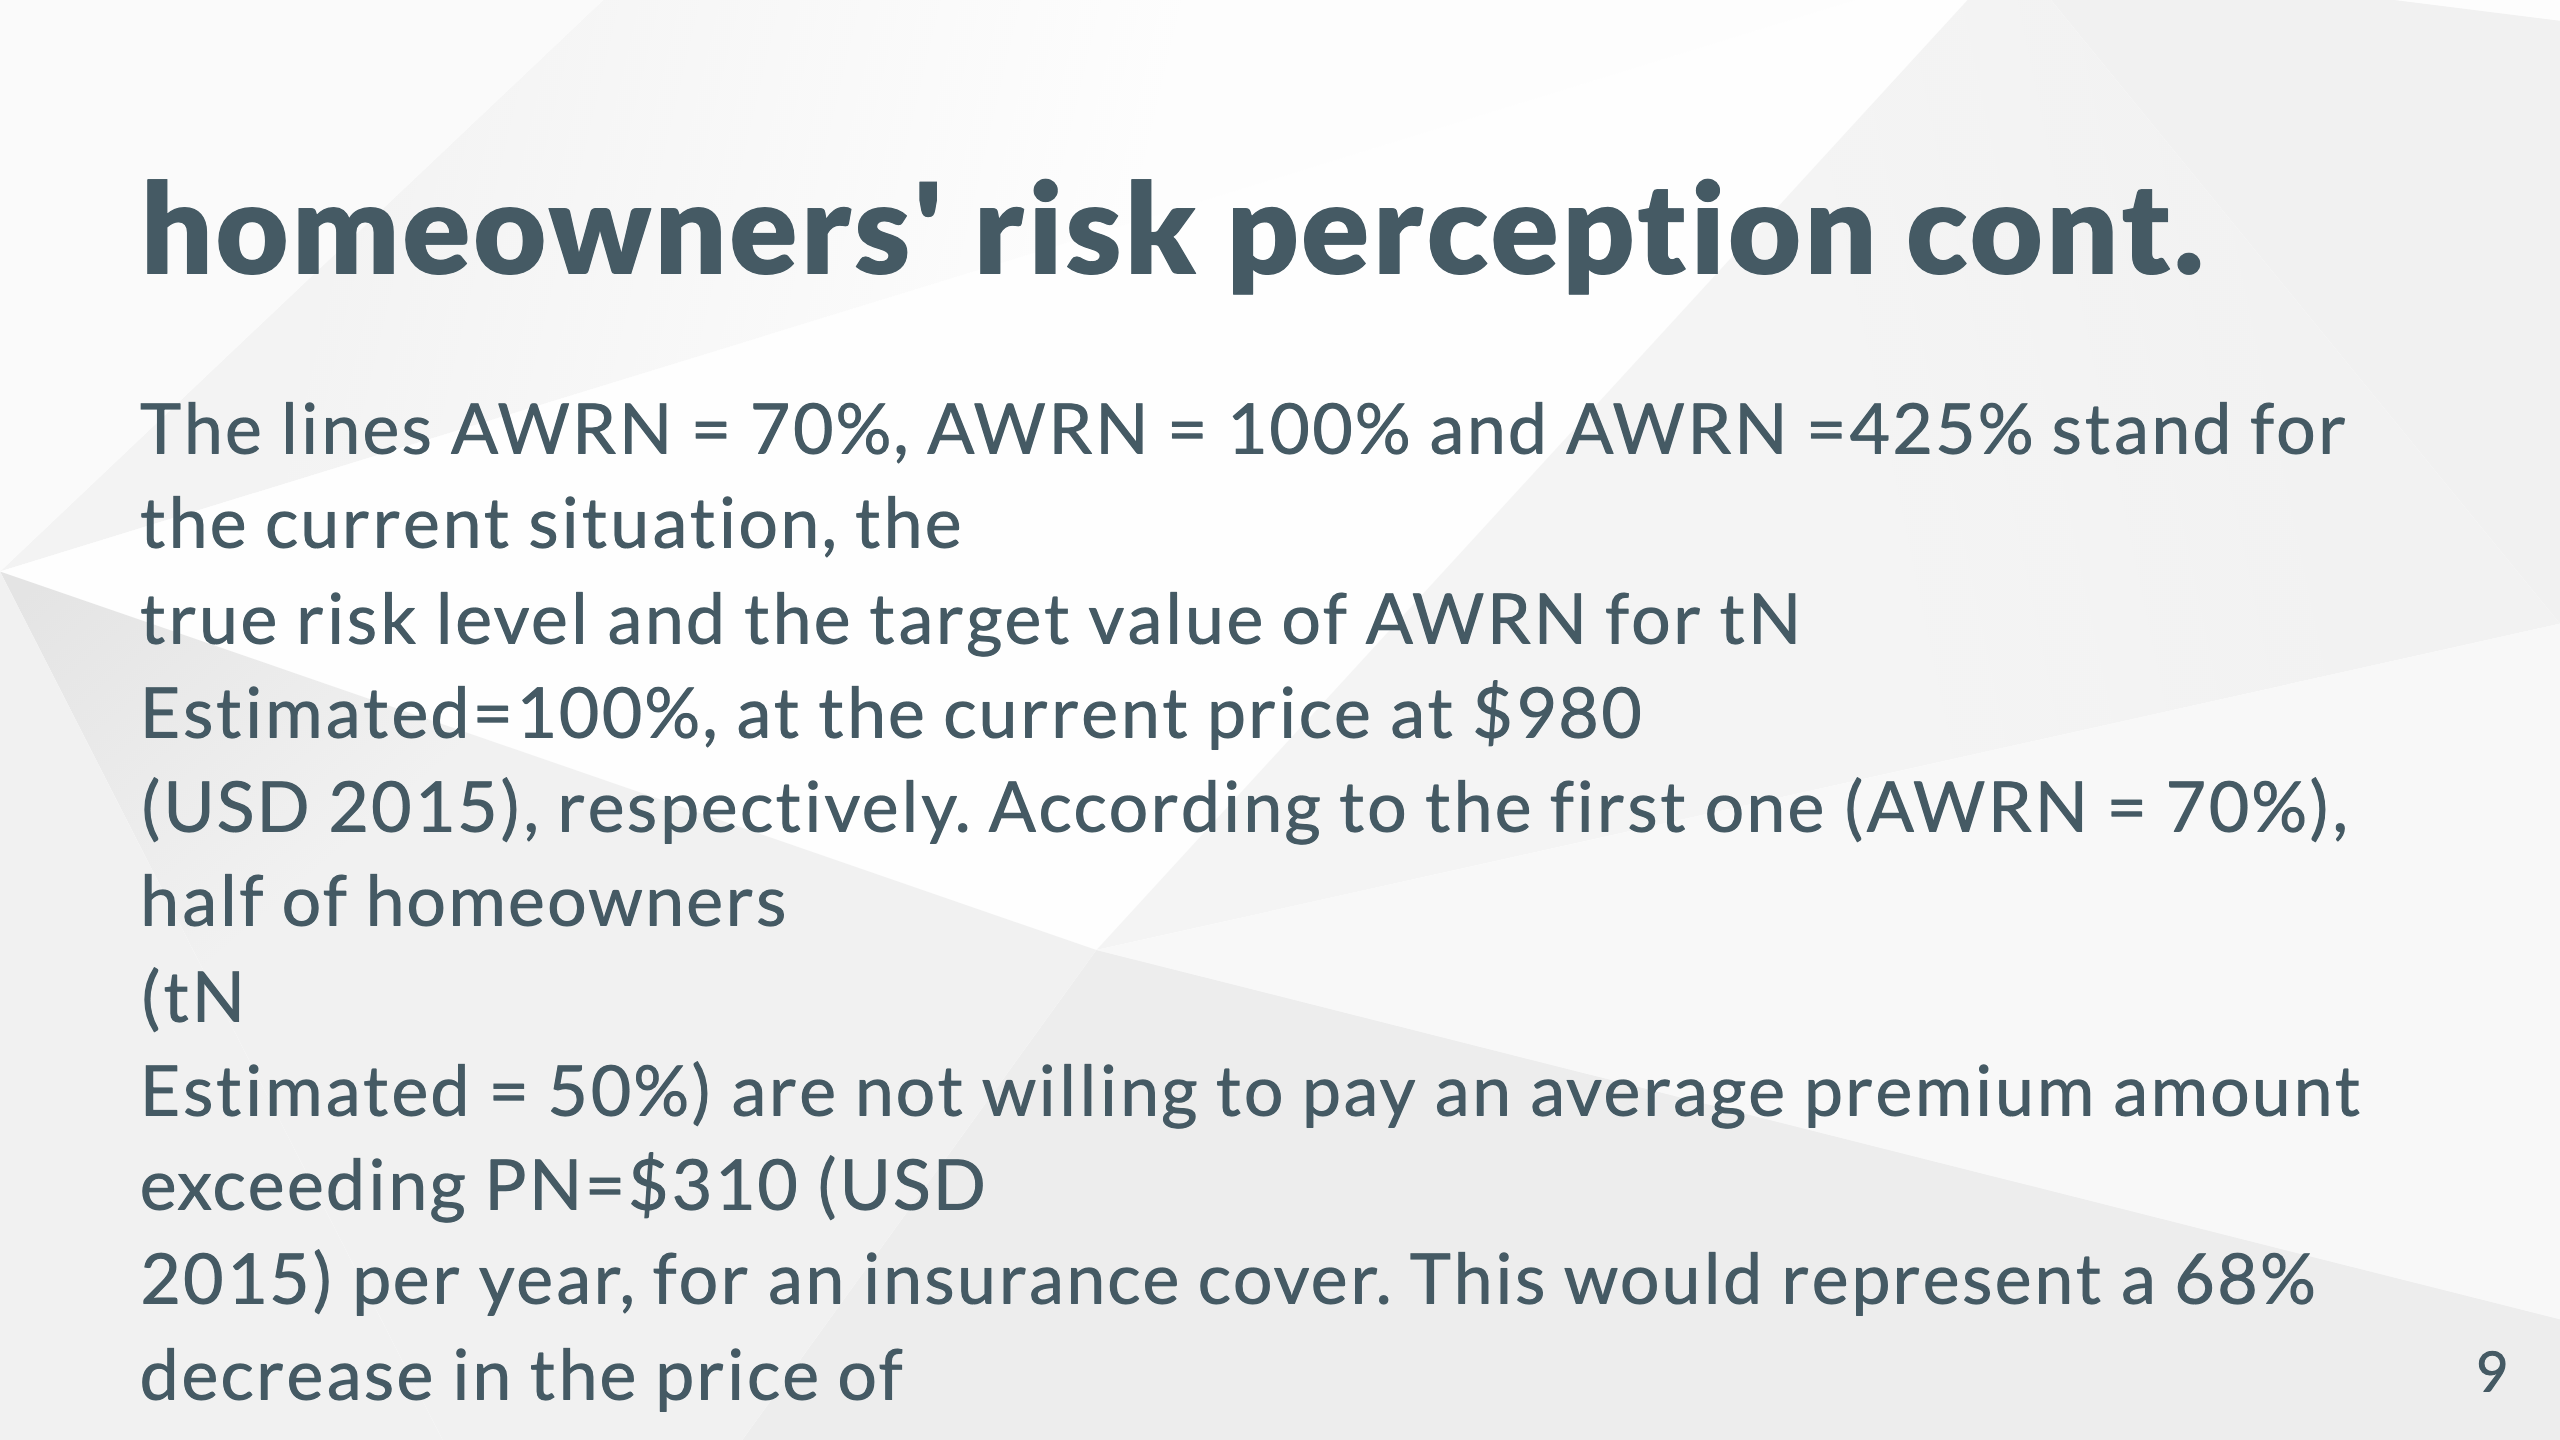 homeowners' risk perception cont.
The lines AWRN = 70%, AWRN = 100% and AWRN =425% stand for
the current situation, the
true risk level and the target value of AWRN for tN
Estimated=100%, at the current price at $980
(USD 2015), respectively. According to the first one (AWRN = 70%),
half of homeowners
(tN
Estimated = 50%) are not willing to pay an average premium amount
exceeding PN=$310 (USD
2015) per year, for an insurance cover. This would represent a 68%
decrease in the price of
9